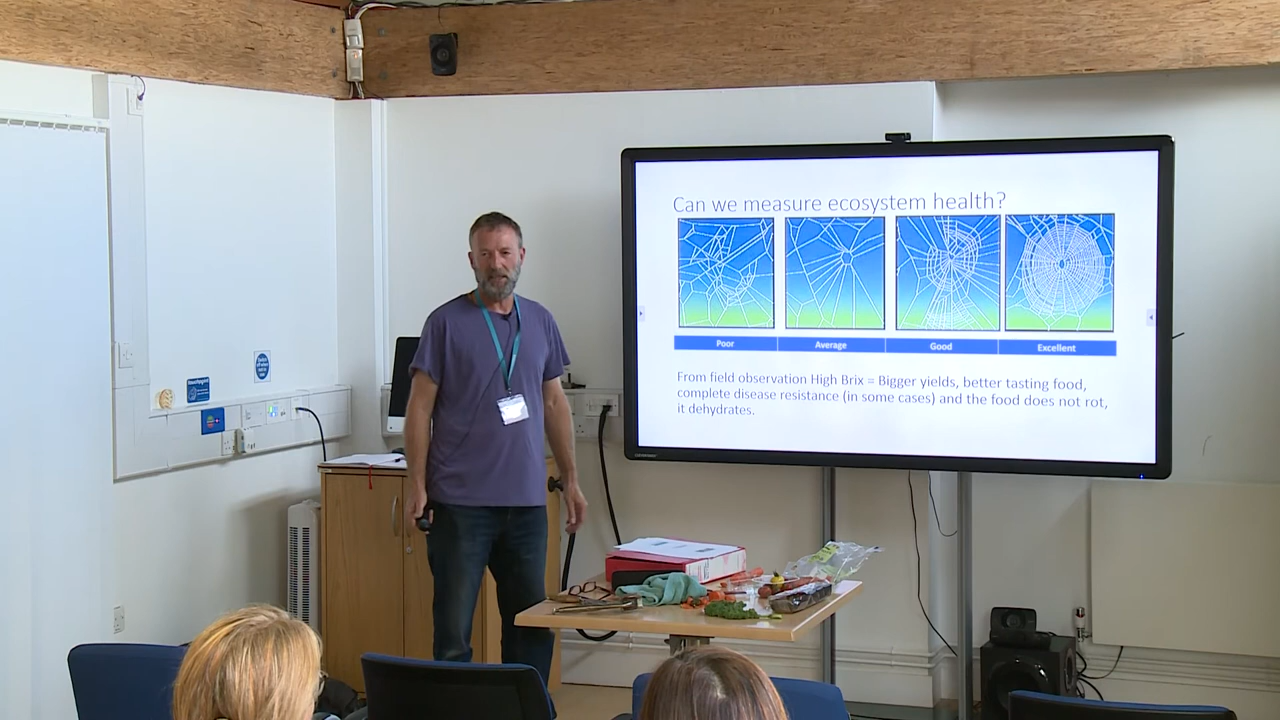 Can we measure ecosystem health?
Poor
Average
Good
Excellent
From field observation High Brix = Bigger yields, better tasting food,
complete disease resistance (in some cases) and the food does not rot,
it dehydrates.